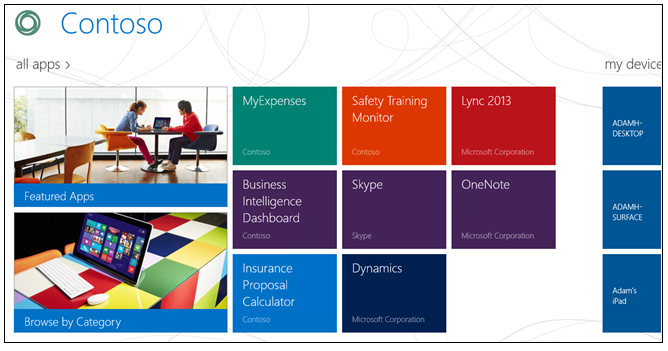 Contoso
all apps >
my device
Featured Apps
Browse by Category
MyExpenses
Contoso
Safety Training
Monitor
Contoso
Lync 2013
Microsoft Corporation
Business
Intelligence
Dashboard
Contoso
Skype
Skype
OneNote
Microsoft Corporation
Insurance
Proposal
Calculator
Contoso
Dynamics
Microsoft Corporation
ADAMH-
DESKTOP
ADAMH-
SURFACE
Adam's
iPad